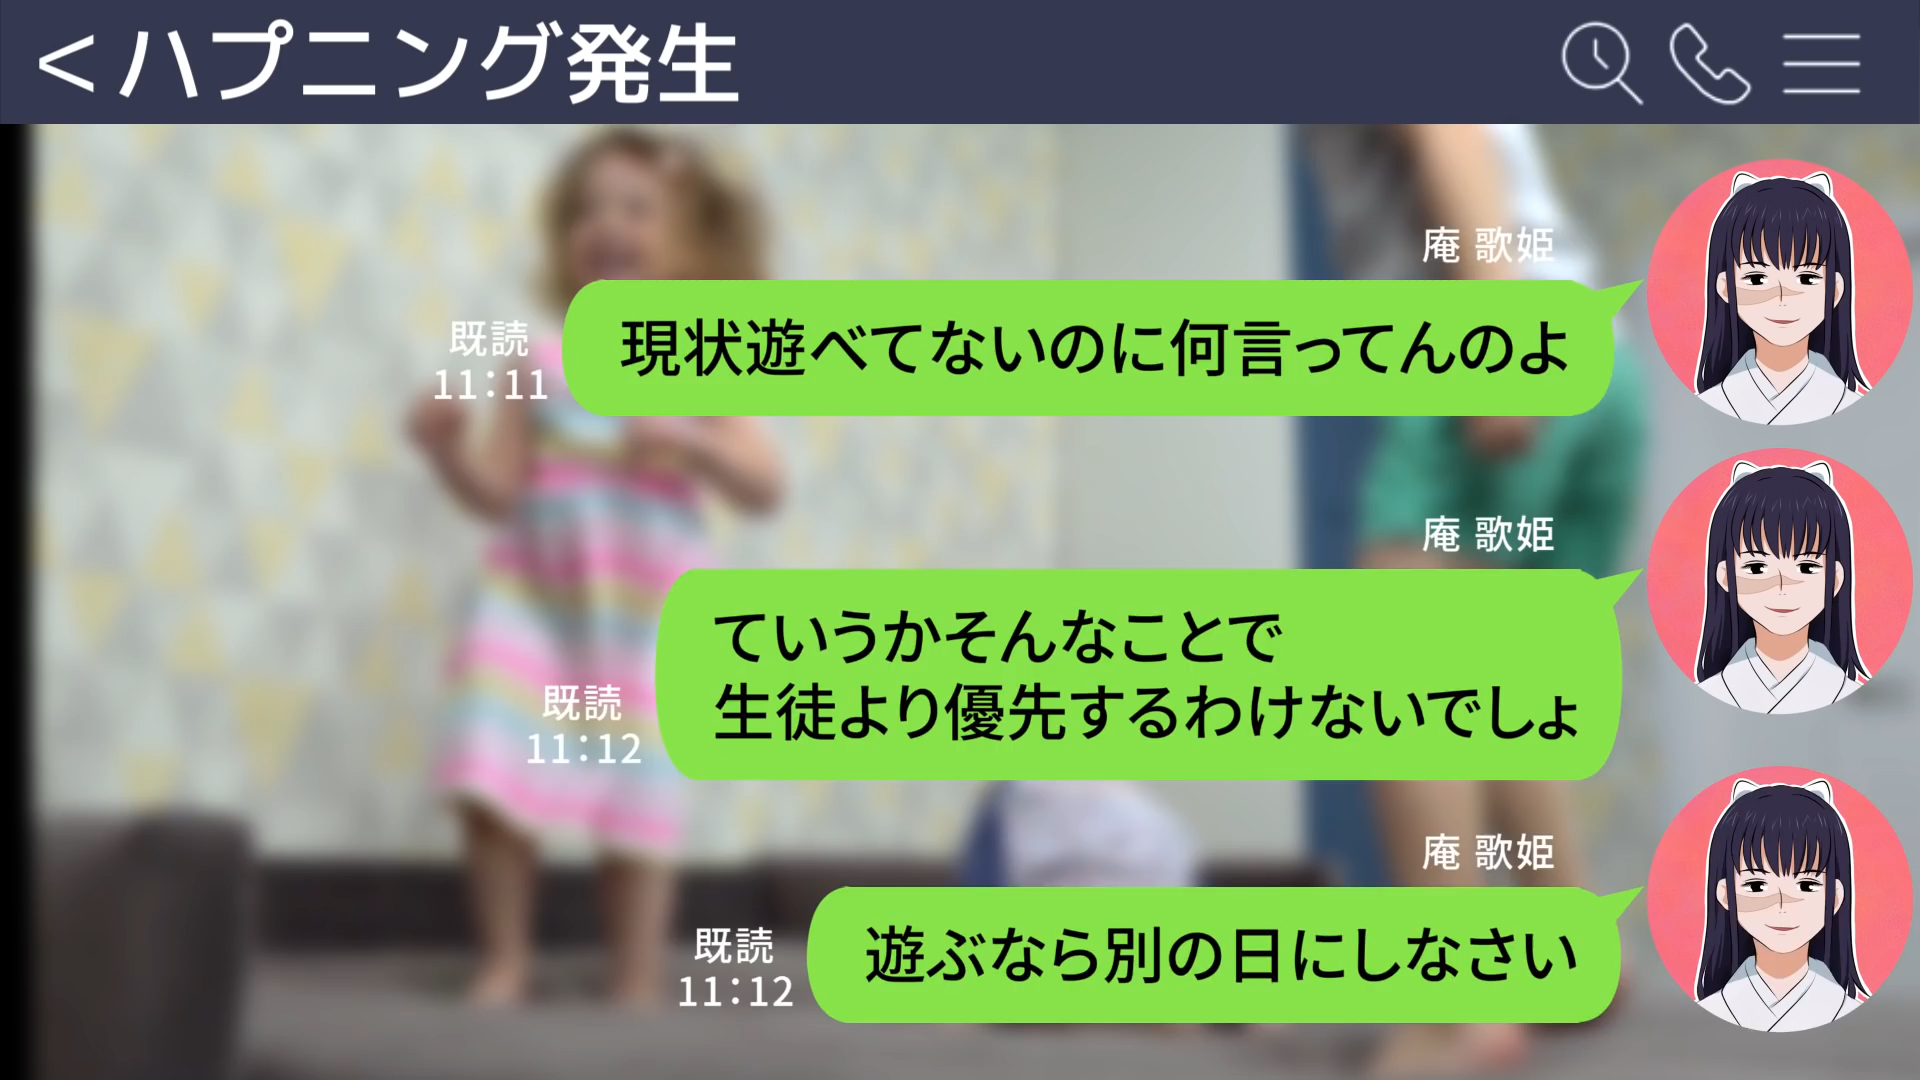 <ハプニング発生
庵 歌姫
現状遊べてないのに何言ってんのよ
既読
11:11
庵 歌姫
ていうかそんなことで
生徒より優先するわけないでしょ
既読
11:12
庵 歌姫
遊ぶなら別の日にしなさい
既読
11:12